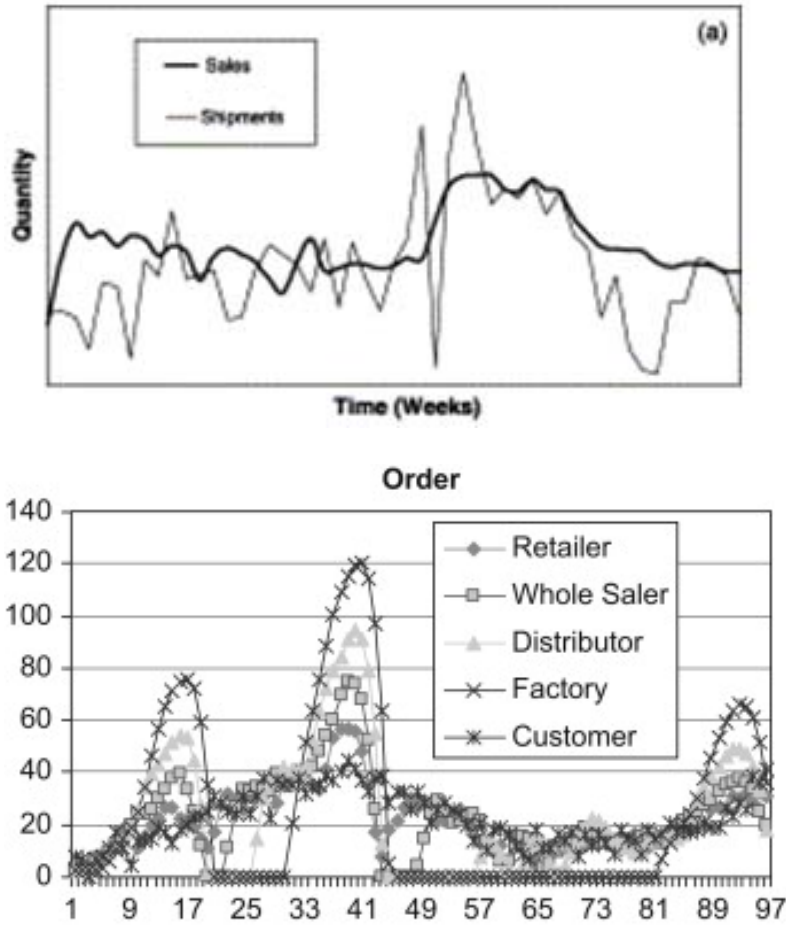 (a)
Sales
Shipments
Quantity
Time (Weeks)
Order
140
120
100
80
60
40
20
0
Retailer
Whole Saler
Distributor
Factory
Customer
1 9 17 25 33 41 49 57 65 73 81 89 97